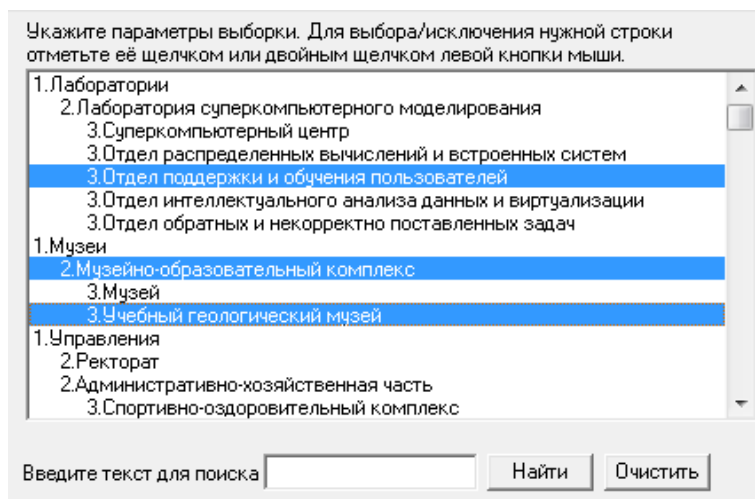 Укажите параметры выборки. Для выбора/исключения нужной строки
отметьте её щелчком или двойным щелчком левой кнопки мыши.
1.Лаборатории
2.Лаборатория суперкомпьютерного моделирования
3.Суперкомпьютерный центр
3.Отдел распределенных вычислений и встроенных систем
3.Отдел поддержки и обучения пользователей
3.Отдел интеллектуального анализа данных и виртуализации
3.Отдел обратных и некорректно поставленных задач
1.Музеи
2.Музейно-образовательный комплекс
3.Музей
3.Учебный геологический музей
1.Управления
2.Ректорат
2.Административно-хозяйственная часть
3.Спортивно-оздоровительный комплекс
Введите текст для поиска Найти Очистить